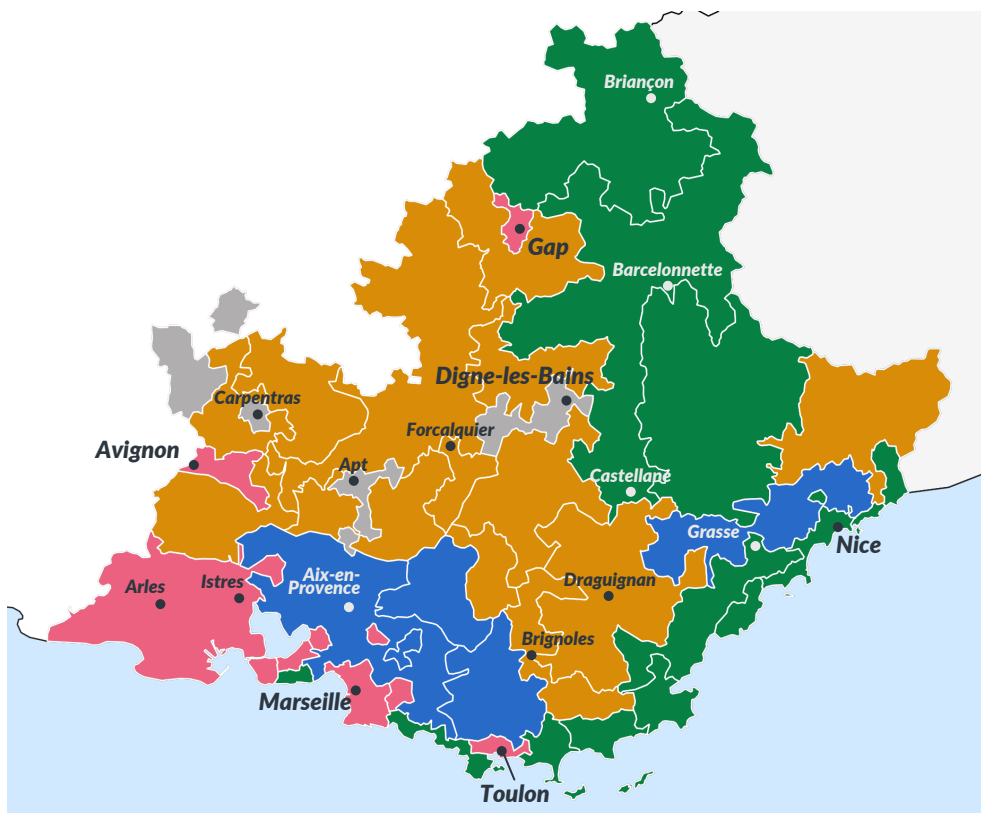 Briançon
Gap
Barcelonnette
Digne-les-Bains
Carpentras
Forcalquier
Avignon
Apt
Castellane
Grasse
Nice
Aix-en-
Provence
Istres
Arles
Draguignan
Brignoles
Marseille
Toulon